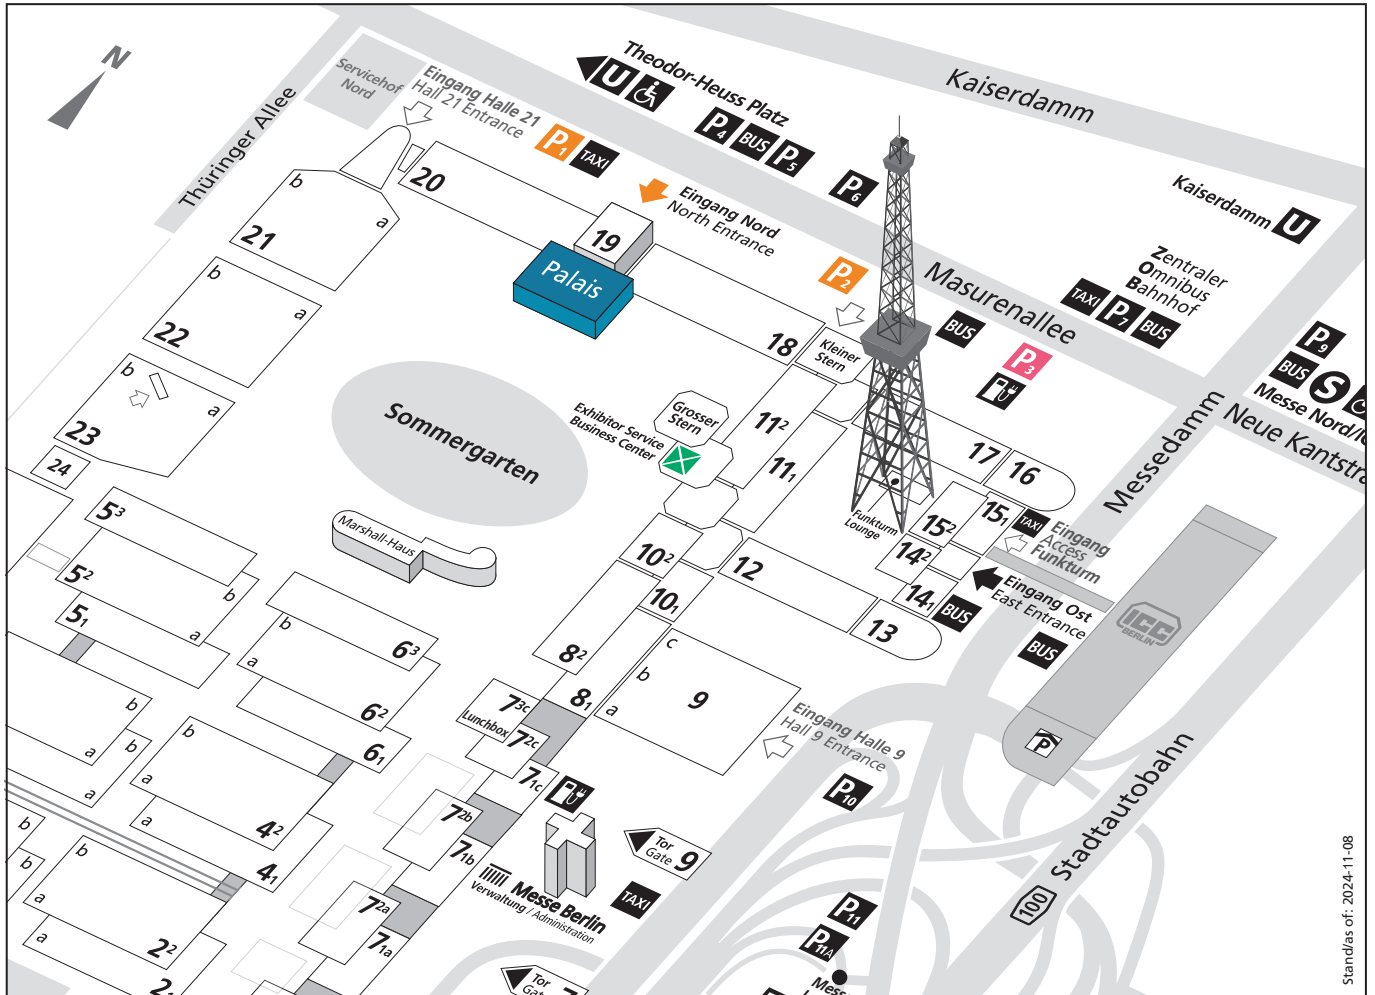 N
Servicehof
Nord
Thüringer Allee
Eingang Halle 21
Hall 21 Entrance
P1
TAXI
Theodor-Heuss Platz
U
P4
BUS
P5
P6
Kaiserdamm
Kaiserdamm
U
Eingang Nord
North Entrance
P2
Masurenallee
Zentraler
Omnibus
Bahnhof
TAXI
P7
BUS
BUS
P3
P9
BUS
S
Messe Nord/
Neue Kantstra
Messedamm
20
19
Palais
18
Kleiner
Stern
b
a
21
b
a
22
b
a
23
24
Sommergarten
Marshall-Haus
Grosser
Stern
Exhibitor Service
Business Center
11²
11₁
17
16
15²
15₁
TAXI
Eingang
Access
Funkturm
Funkturm
Lounge
14²
14₁
BUS
Eingang Ost
East Entrance
BUS
ICC
BERLIN
P
10²
10₁
12
13
5³
5²
b
a
5₁
6³
b
a
6²
6₁
8²
8₁
c
b
a
9
7³ᶜ
Lunchbox
7²ᶜ
7₁c
Eingang Halle 9
Hall 9 Entrance
P10
b
a
b
a
b
a
4²
4₁
7²ᵇ
7₁b
Tor
Gate 9
Messe Berlin
Verwaltung / Administration
TAXI
b
b
b
a
a
2²
7²ᵃ
7₁a
Tor
100
Stadtautobahn
P11
P11A
Stand/as of: 2024-11-08